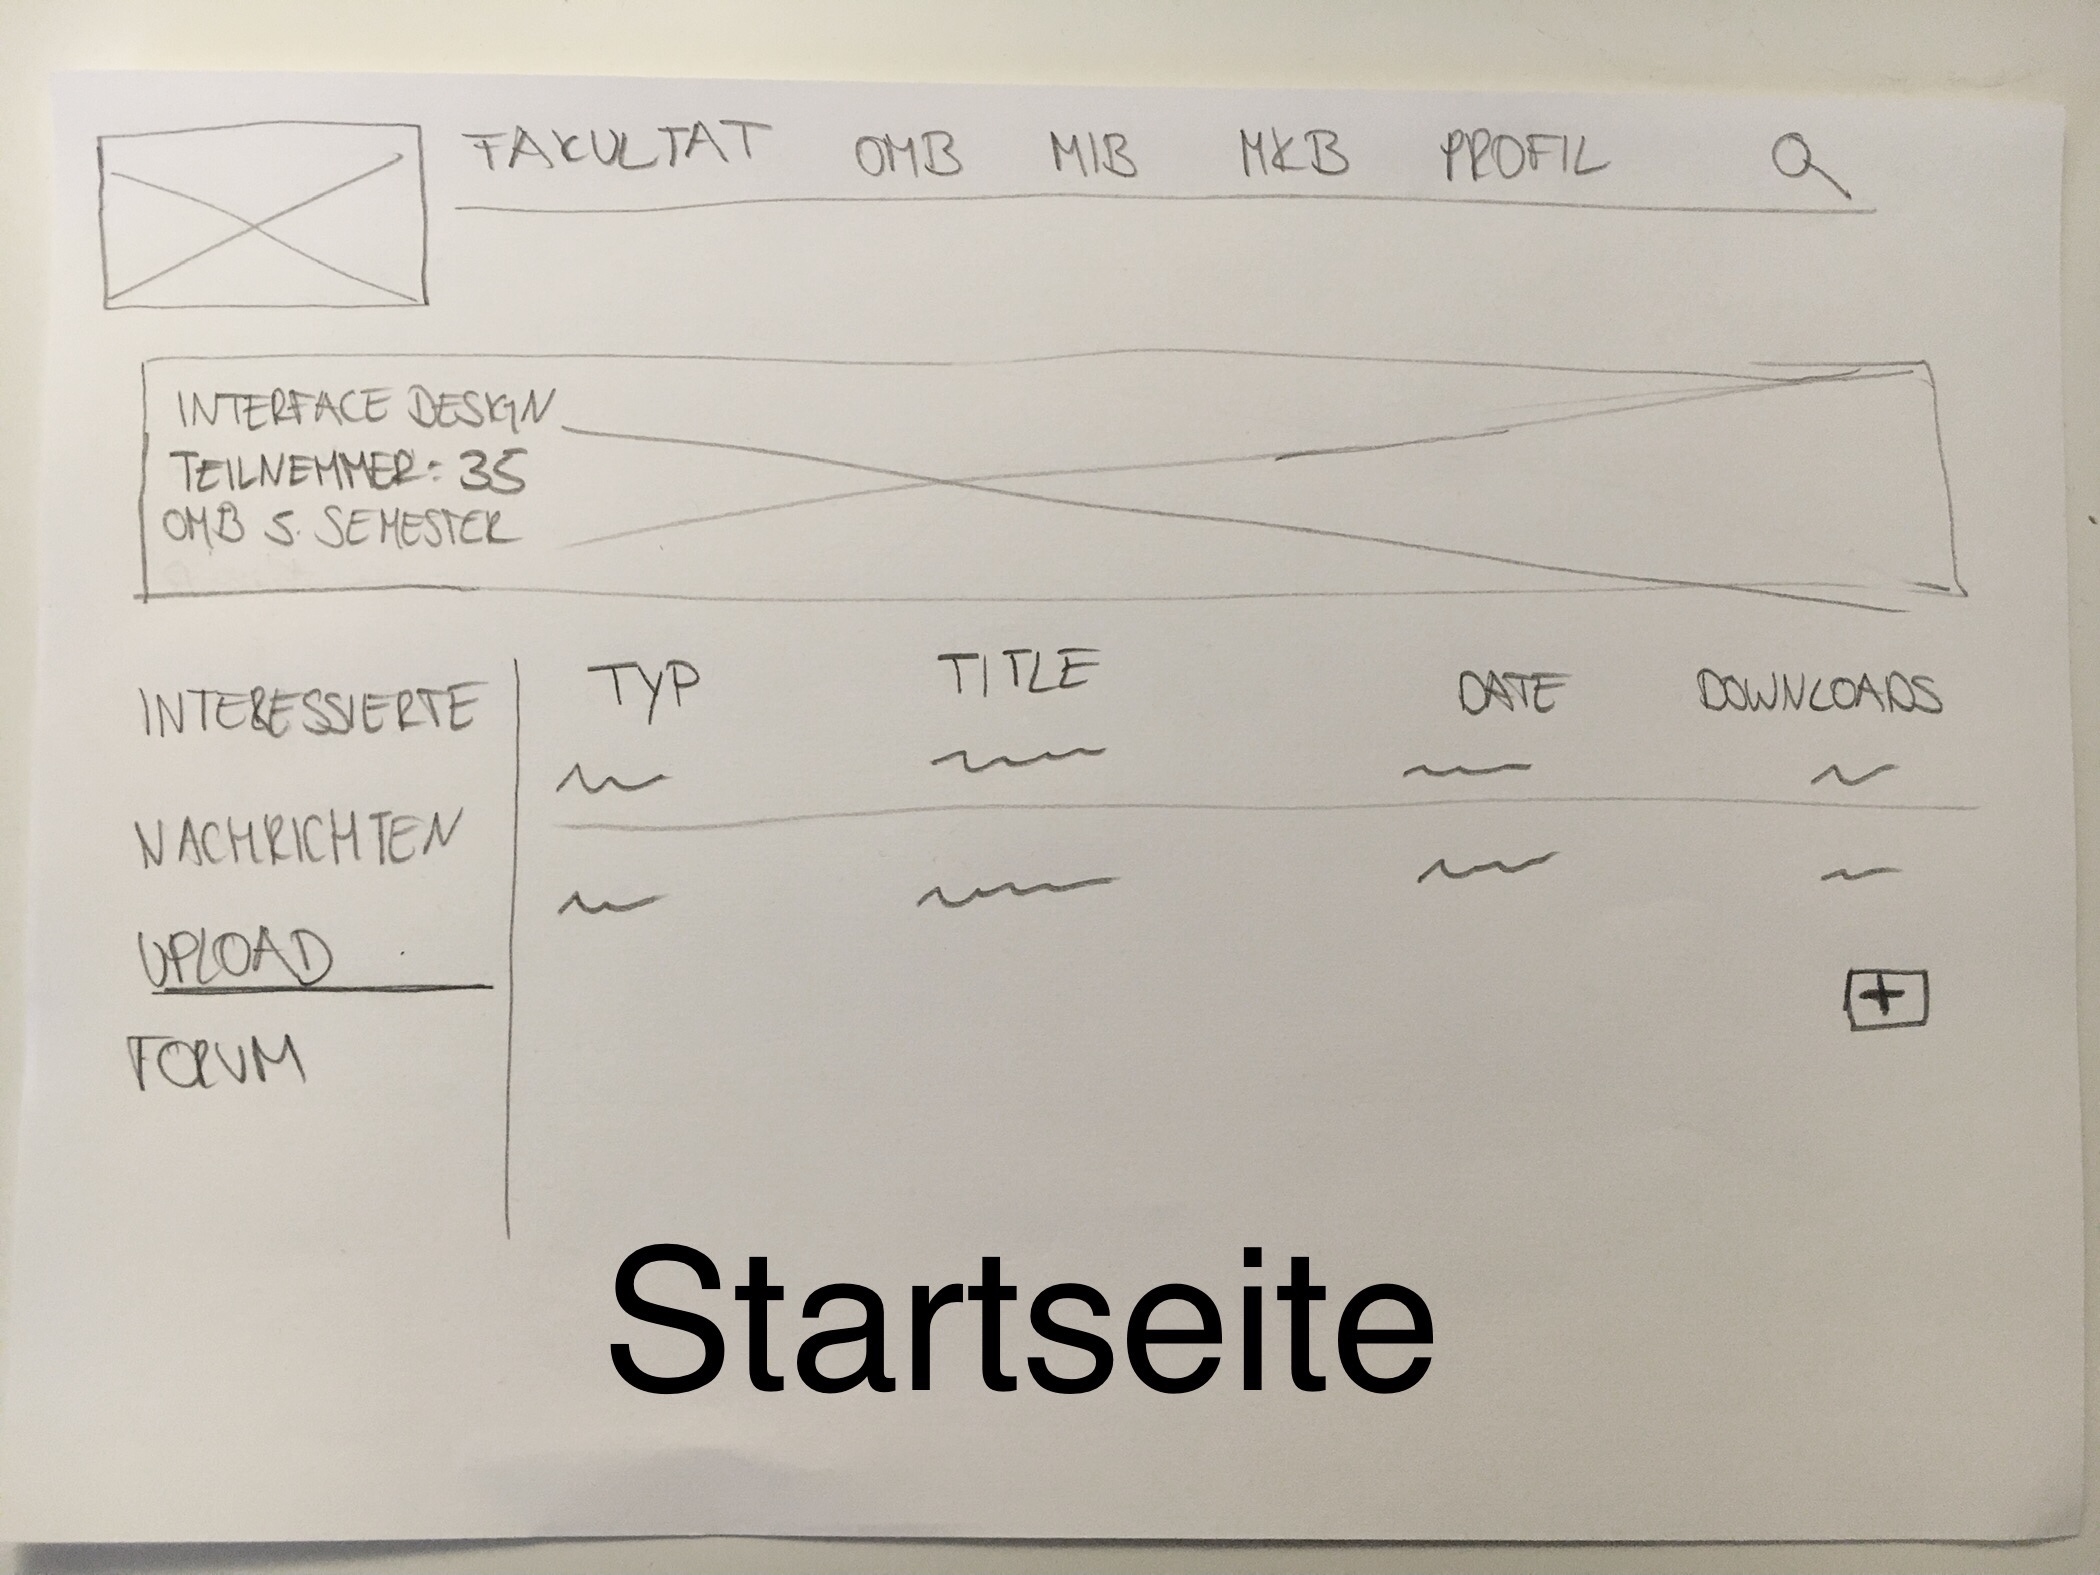 FAKULTAT OMB MIB MKB PROFIL
INTERFACE DESIGN
TEILNEHMER: 35
OMB 5. SEMESTER
INTERESSIERTE
NACHRICHTEN
UPLOAD
FORUM
TYP TITLE DATE DOWNLOADS
+
Startseite